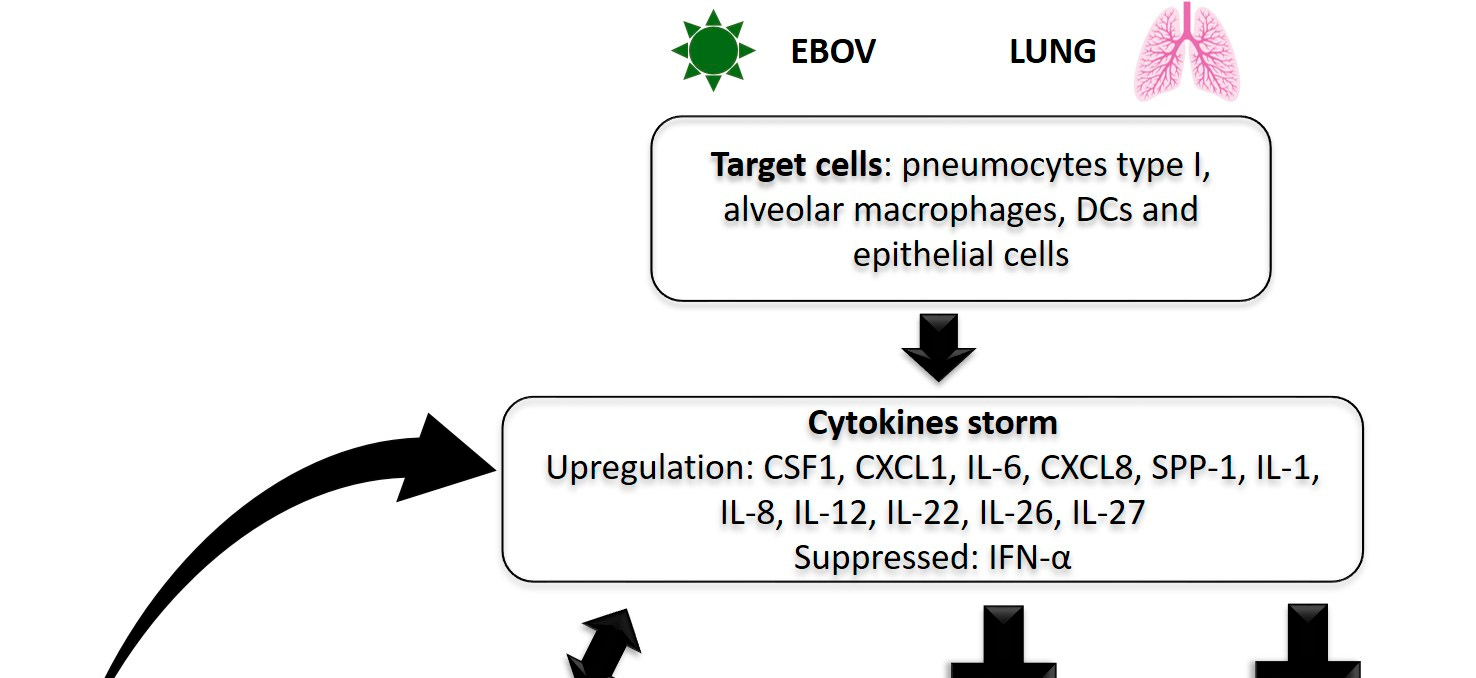 EBOV LUNG
Target cells: pneumocytes type I,
alveolar macrophages, DCs and
epithelial cells
Cytokines storm
Upregulation: CSF1, CXCL1, IL-6, CXCL8, SPP-1, IL-1,
IL-8, IL-12, IL-22, IL-26, IL-27
Suppressed: IFN-α